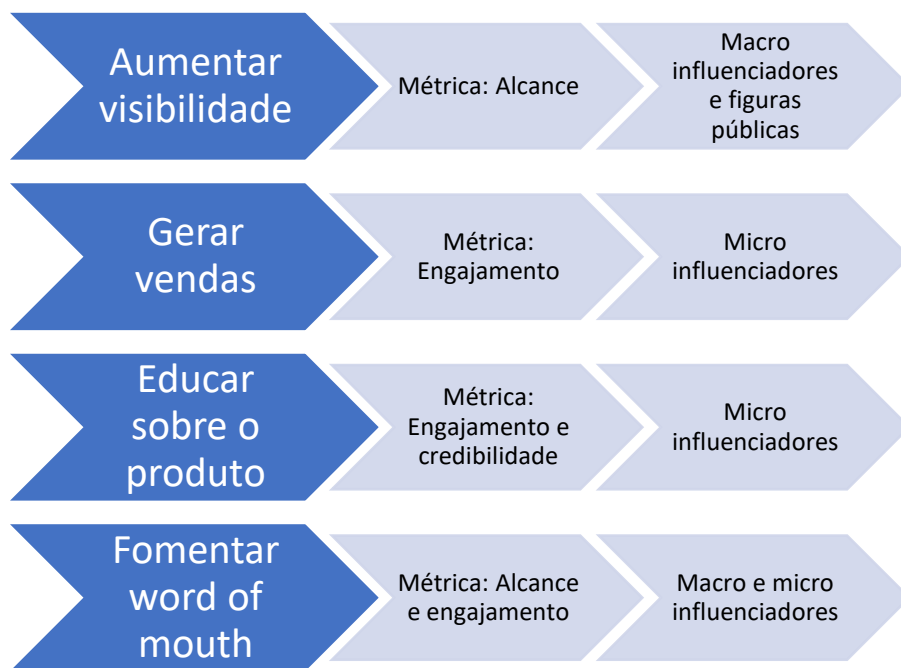 Aumentar
visibilidade
Métrica: Alcance
Macro
influenciadores
e figuras
públicas
Gerar
vendas
Métrica:
Engajamento
Micro
influenciadores
Educar
sobre o
produto
Métrica:
Engajamento e
credibilidade
Micro
influenciadores
Fomentar
word of
mouth
Métrica: Alcance
e engajamento
Macro e micro
influenciadores